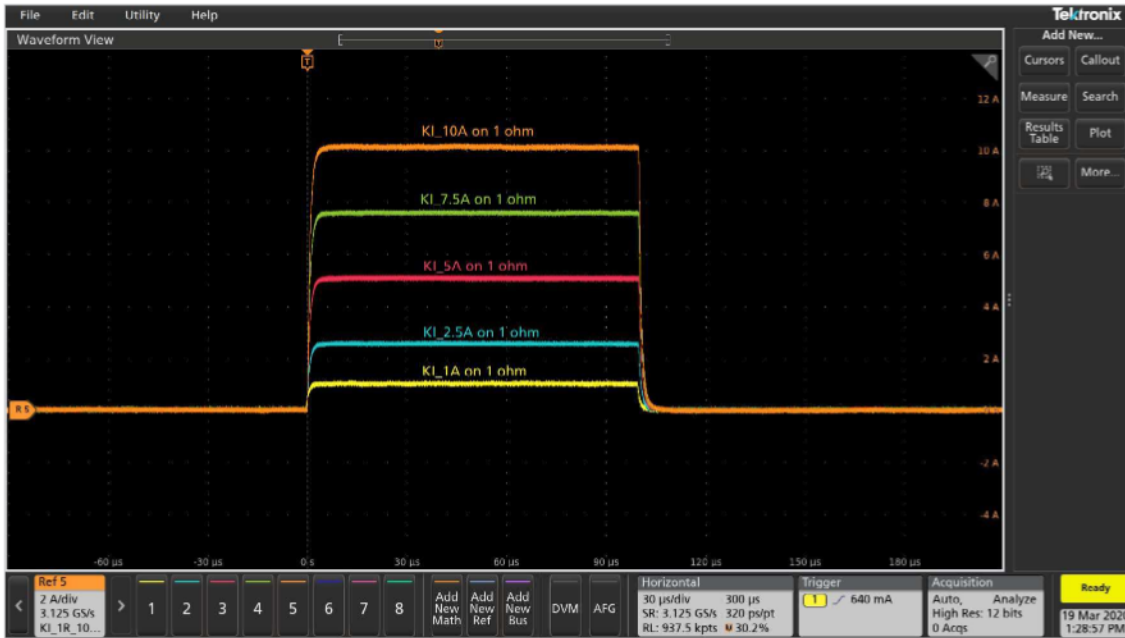 File Edit Utility Help
Tektronix
Waveform View
Add New...
Cursors Callout
Measure Search
Results Table Plot
More...
T
12 A
10 A
8 A
6 A
4 A
2 A
-2 A
-4 A
KI_10A on 1 ohm
KI_7.5A on 1 ohm
KI_5A on 1 ohm
KI_2.5A on 1 ohm
KI_1A on 1 ohm
R 5
-60 µs -30 µs 0 s 30 µs 60 µs 90 µs 120 µs 150 µs 180 µs
Ref 5
2 A/div
3.125 GS/s
KI_1R_10...
1 2 3 4 5 6 7 8
Add New Math
Add New Ref
Add New Bus
DVM AFG
Horizontal
30 µs/div 300 µs
SR: 3.125 GS/s 320 ps/pt
RL: 937.5 kpts 30.2%
Trigger
1 640 mA
Acquisition
Auto, Analyze
High Res: 12 bits
0 Acqs
Ready
19 Mar 2020
1:28:57 PM